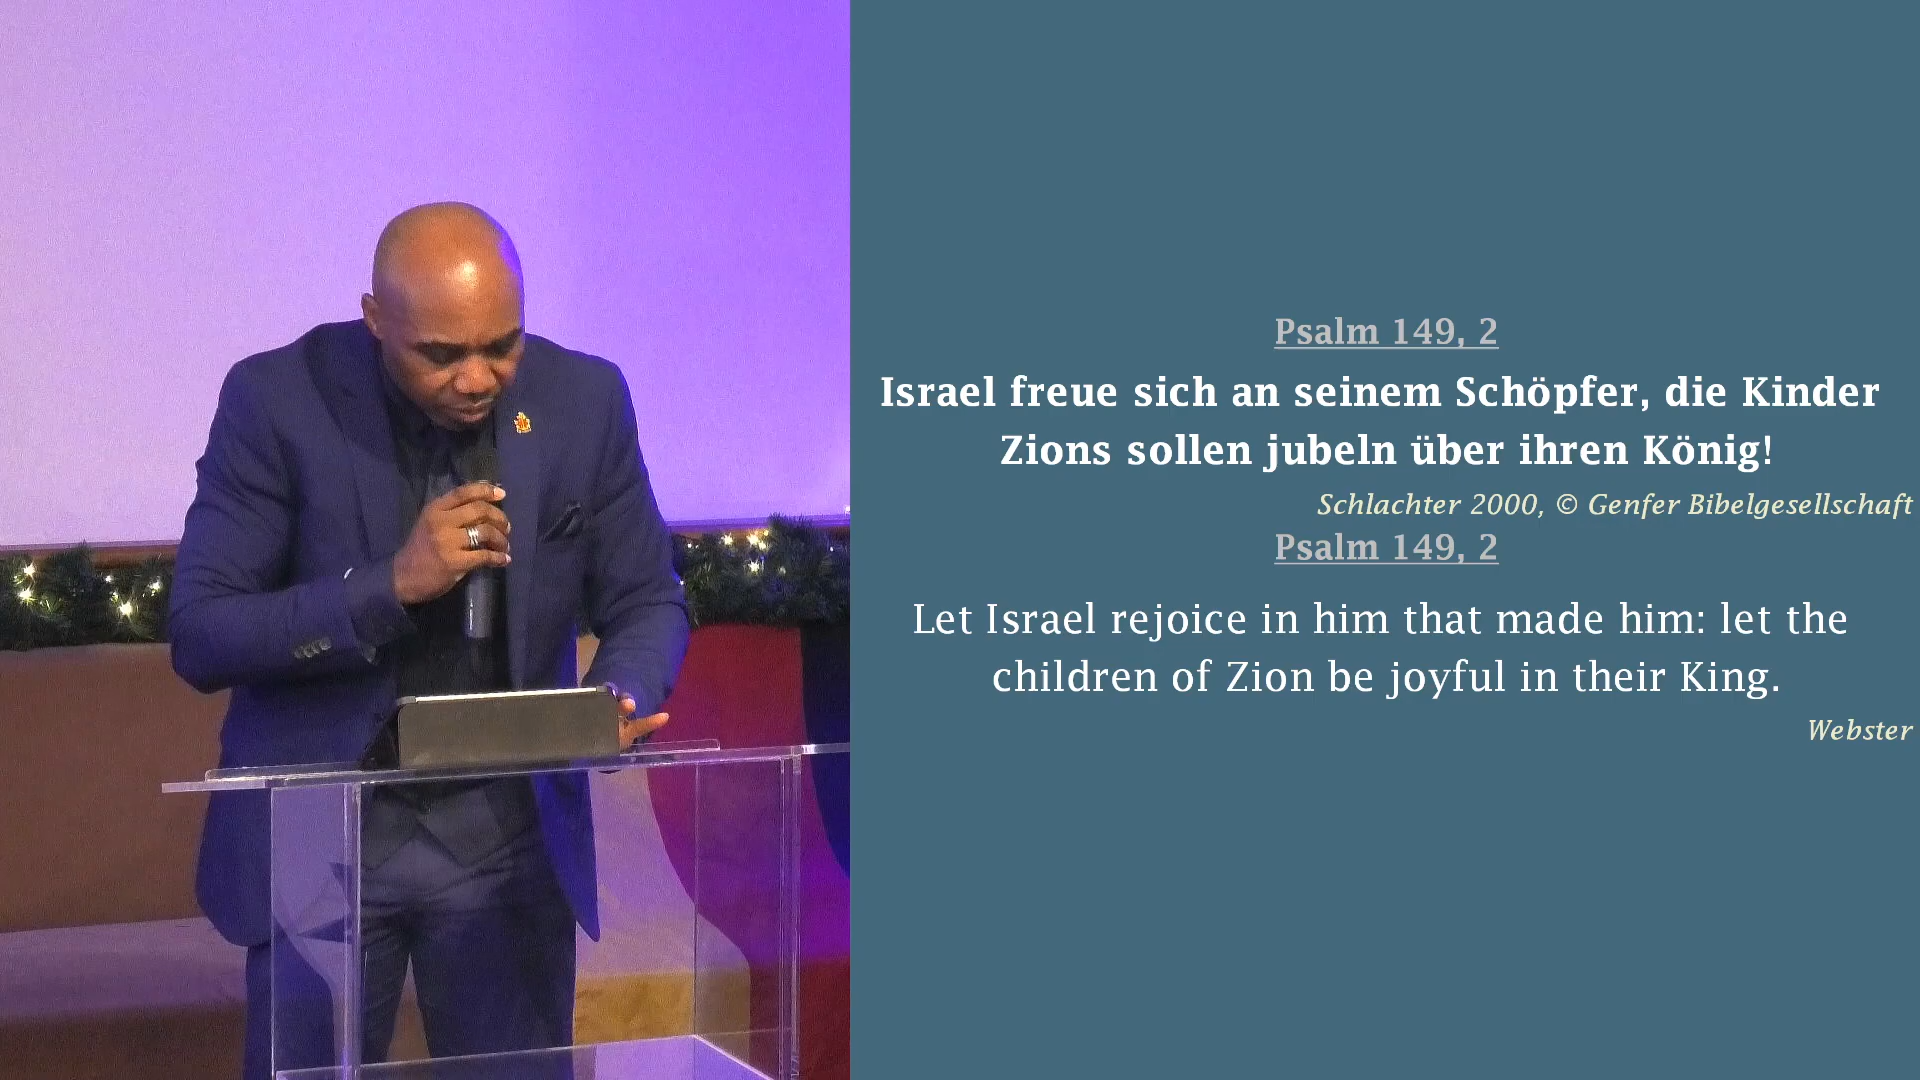 Psalm 149, 2
Israel freue sich an seinem Schöpfer, die Kinder
Zions sollen jubeln über ihren König!
Schlachter 2000, © Genfer Bibelgesellschaft
Psalm 149, 2
Let Israel rejoice in him that made him: let the
children of Zion be joyful in their King.
Webster